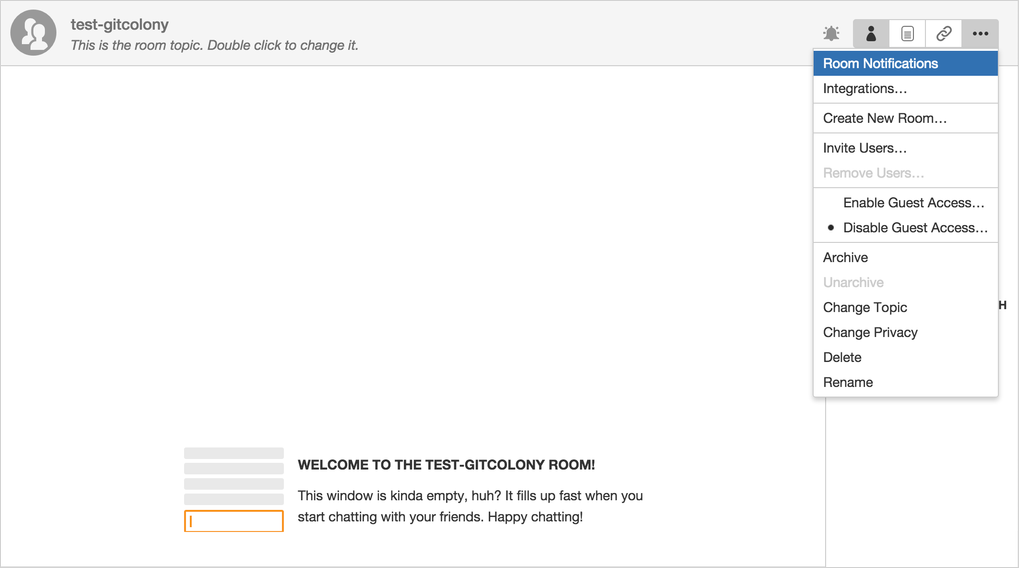 test-gitcolony
This is the room topic. Double click to change it.
Room Notifications
Integrations…
Create New Room…
Invite Users…
Remove Users…
Enable Guest Access…
Disable Guest Access…
Archive
Unarchive
H
Change Topic
Change Privacy
Delete
Rename
WELCOME TO THE TEST-GITCOLONY ROOM!
This window is kinda empty, huh? It fills up fast when you
start chatting with your friends. Happy chatting!